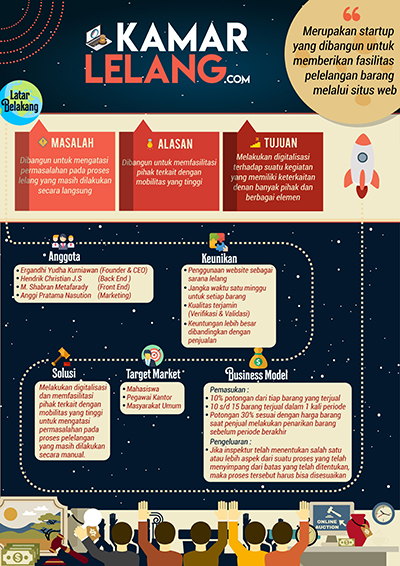 KAMAR
LELANG.COM
Merupakan startup
yang dibangun untuk
memberikan fasilitas
pelelangan barang
melalui situs web
Latar
Belakang
MASALAH
Dibangun untuk mengatasi
permasalahan pada proses
lelang yang masih dilakukan
secara langsung
ALASAN
Dibangun untuk memfasilitasi
pihak terkait dengan
mobilitas yang tinggi
TUJUAN
Melakukan digitalisasi
terhadap suatu kegiatan
yang memiliki keterkaitan
denan banyak pihak dan
berbagai elemen
Anggota
• Ergandhi Yudha Kurniawan (Founder & CEO)
• Hendrik Christian J.S (Back End )
• M. Shabran Metafarady (Front End)
• Anggi Pratama Nasution (Marketing)
Keunikan
• Penggunaan website sebagai
sarana lelang
• Jangka waktu satu minggu
untuk setiap barang
• Kualitas terjamin
(Verifikasi & Validasi)
• Keuntungan lebih besar
dibandingkan dengan
penjualan
Solusi
Melakukan digitalisasi
dan memfasilitasi
pihak terkait dengan
mobilitas yang tinggi
untuk mengatasi
permasalahan pada
proses pelelangan
yang masih dilakukan
secara manual.
Target Market
• Mahasiswa
• Pegawai Kantor
• Masyarakat Umum
Business Model
Pemasukan :
• 10% potongan dari tiap barang yang terjual
• 10 s/d 15 barang terjual dalam 1 kali periode
• Potongan 30% sesuai dengan harga barang
saat penjual melakukan penarikan barang
sebelum periode berakhir
Pengeluaran :
• Jika inspektur telah menentukan salah satu
atau lebih aspek dari suatu proses yang telah
menyimpang dari batas yang telah ditentukan,
maka proses tersebut harus bisa disesuaikan
ONLINE
AUCTION